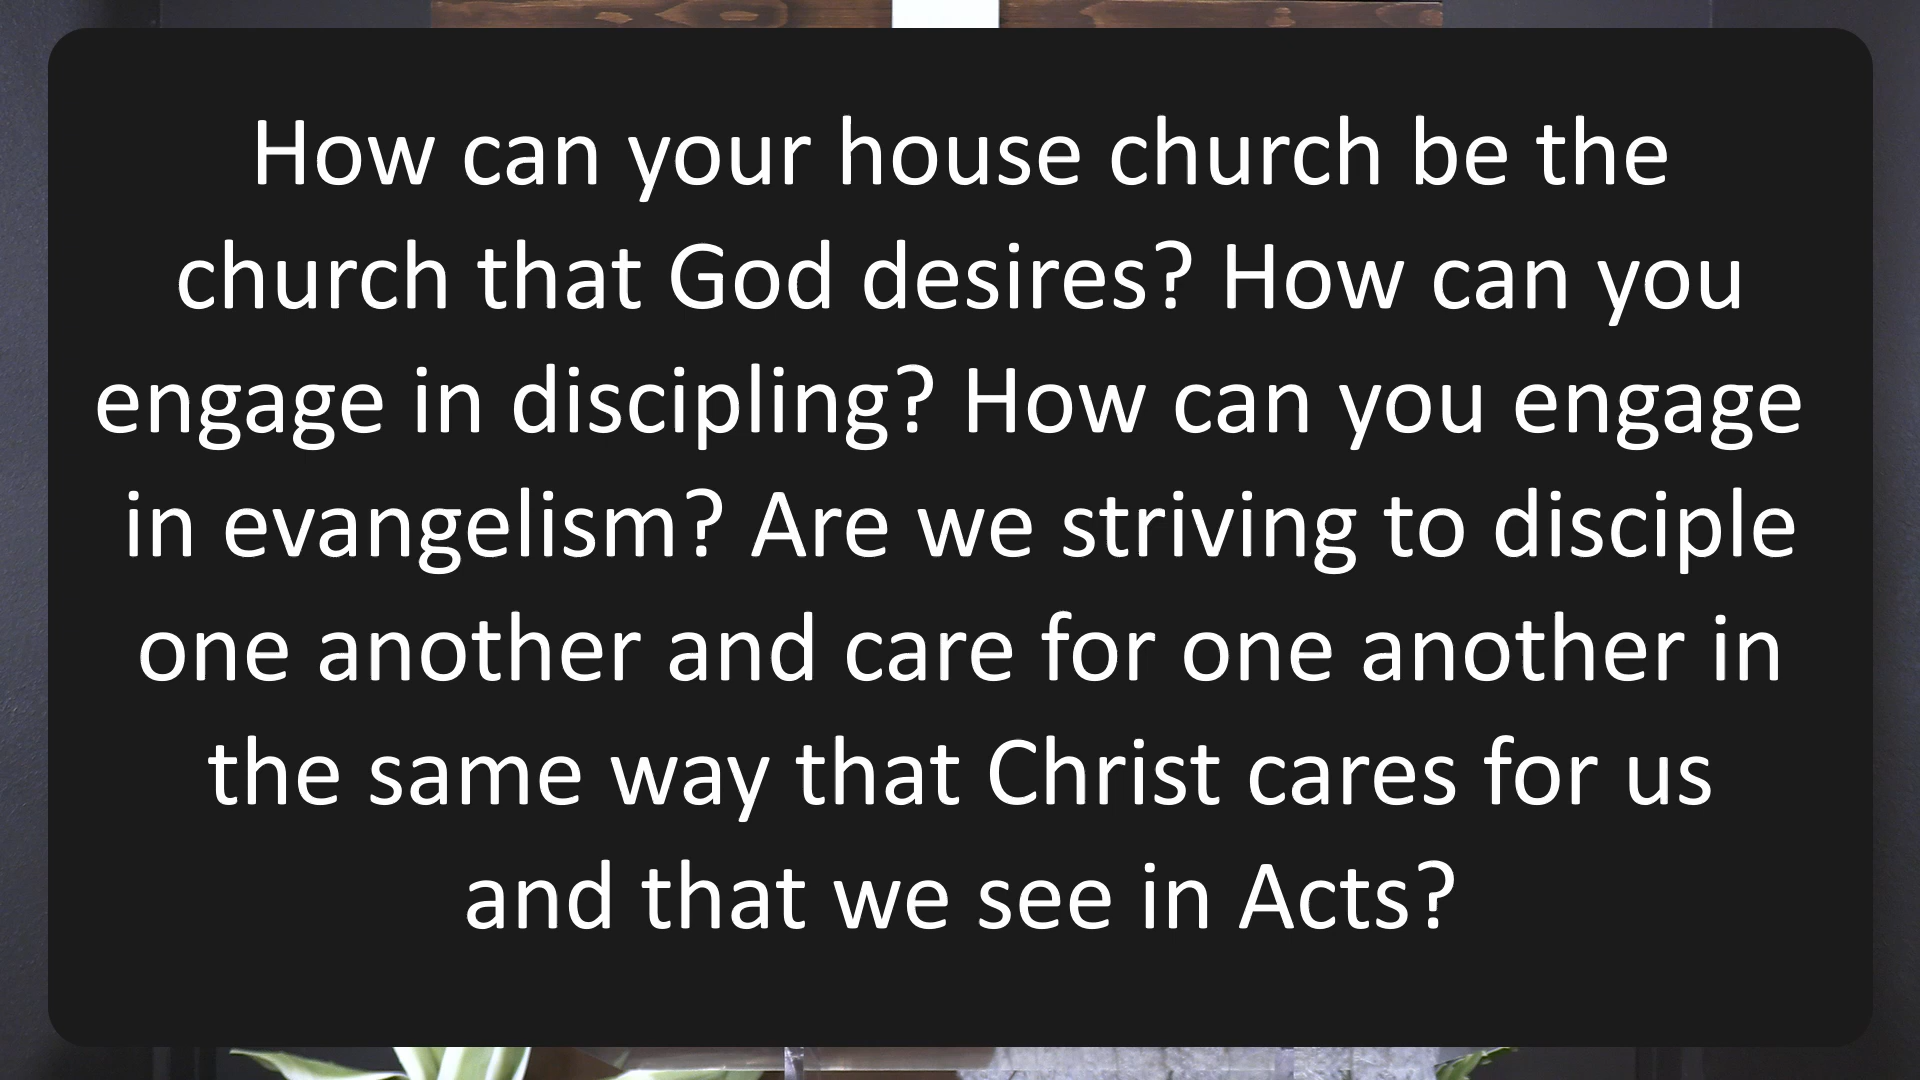 How can your house church be the
church that God desires? How can you
engage in discipling? How can you engage
in evangelism? Are we striving to disciple
one another and care for one another in
the same way that Christ cares for us
and that we see in Acts?